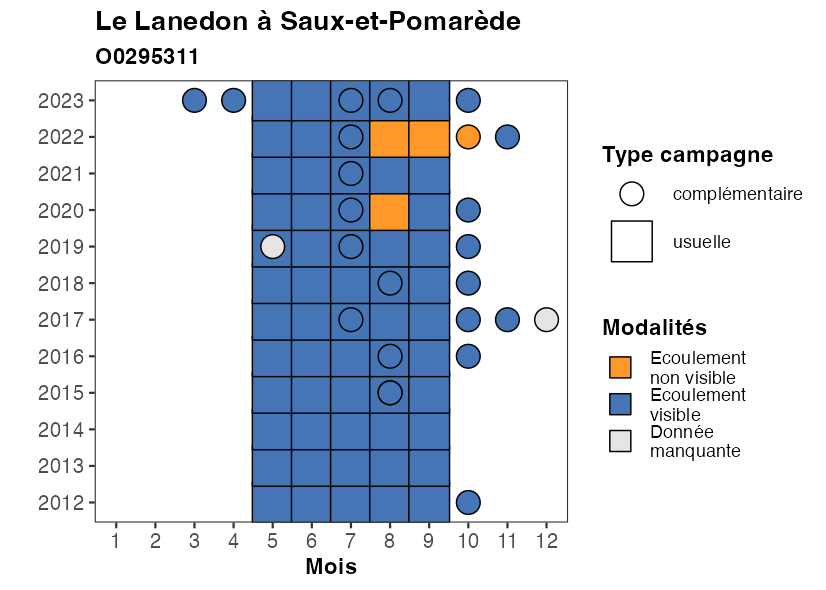 Le Lanedon à Saux-et-Pomarède
O0295311
2023
2022
2021
2020
2019
2018
2017
2016
2015
2014
2013
2012
1 2 3 4 5 6 7 8 9 10 11 12
Mois
Type campagne
complémentaire
usuelle
Modalités
Ecoulement
non visible
Ecoulement
visible
Donnée
manquante